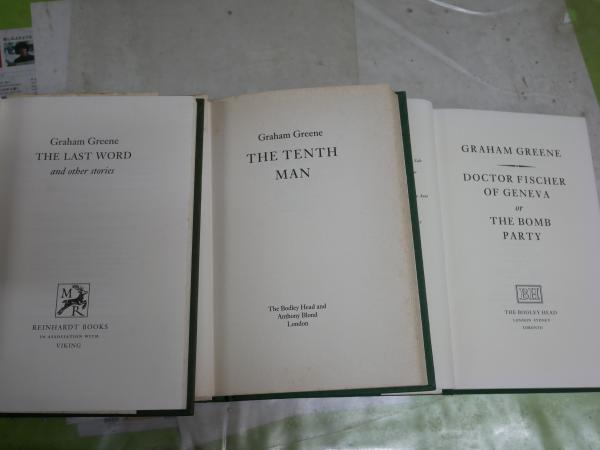 Graham Greene
THE LAST WORD
and other stories
M
R
REINHARDT BOOKS
IN ASSOCIATION WITH
VIKING
Graham Greene
THE TENTH
MAN
The Bodley Head and
Anthony Blond
London
GRAHAM GREENE
DOCTOR FISCHER
OF GENEVA
or
THE BOMB
PARTY
BH
THE BODLEY HEAD
LONDON SYDNEY
TORONTO